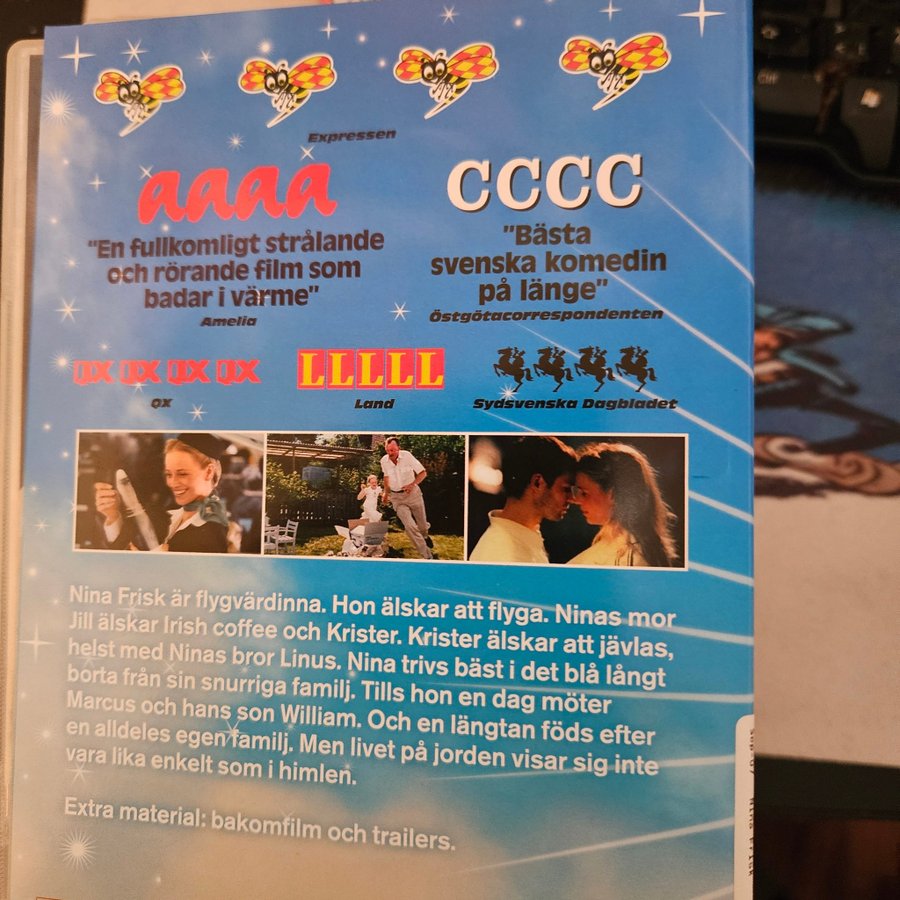 Expressen
aaaa
"En fullkomligt strålande
och rörande film som
badar i värme"
Amelia
CCCC
"Bästa
svenska komedin
på länge"
Östgötacorrespondenten
QX QX QX QX
QX
LLLLL
Land
Sydsvenska Dagbladet
Nina Frisk är flygvärdinna. Hon älskar att flyga. Ninas mor
Jill älskar Irish coffee och Krister. Krister älskar att jävlas,
helst med Ninas bror Linus. Nina trivs bäst i det blå långt
borta från sin snurriga familj. Tills hon en dag möter
Marcus och hans son William. Och en längtan föds efter
en alldeles egen familj. Men livet på jorden visar sig inte
vara lika enkelt som i himlen.
Extra material: bakomfilm och trailers.